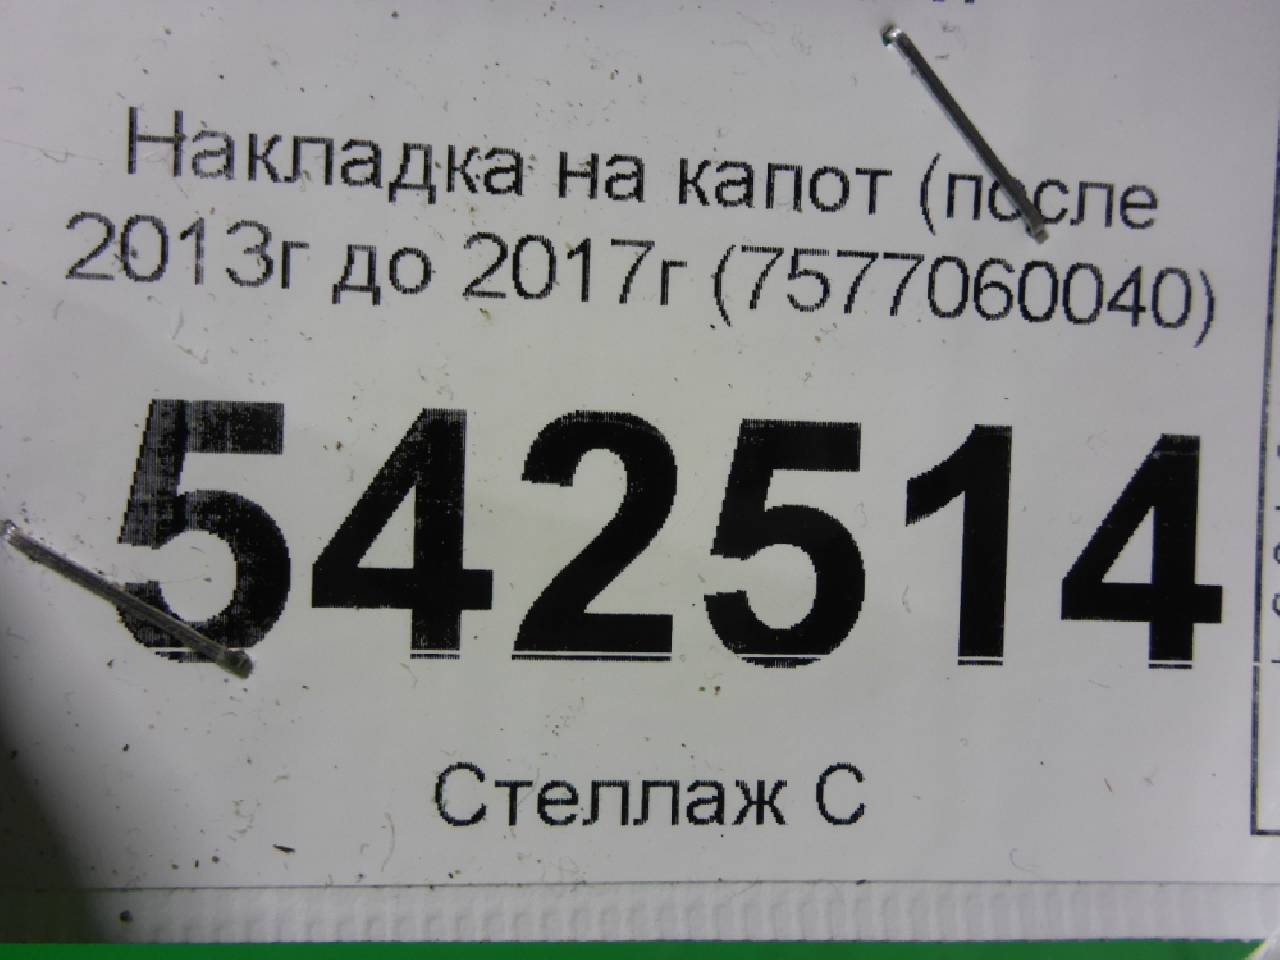 Накладка на капот (после
2013г до 2017г (7577060040)
542514
Стеллаж С